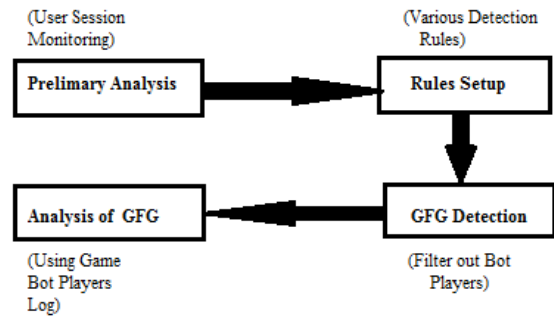 (User Session
Monitoring)
(Various Detection
Rules)
Prelimary Analysis
Rules Setup
Analysis of GFG
GFG Detection
(Using Game
Bot Players
Log)
(Filter out Bot
Players)